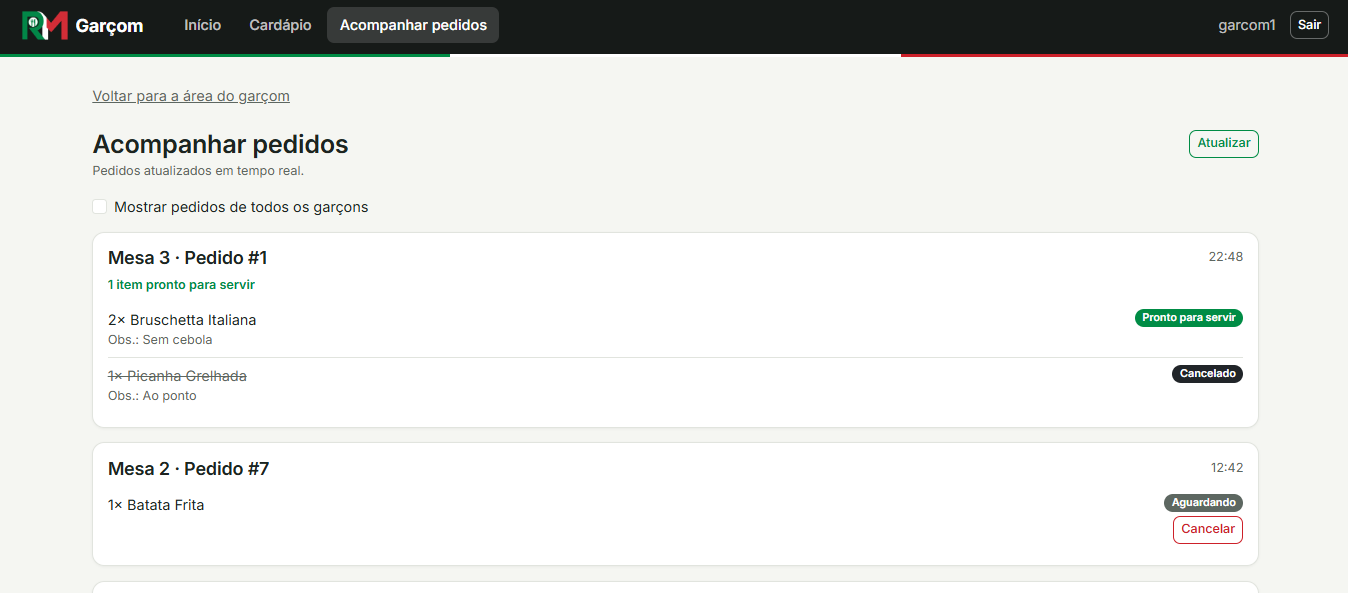 RM Garçom Início Cardápio Acompanhar pedidos garcom1 Sair
Voltar para a área do garçom
Acompanhar pedidos Atualizar
Pedidos atualizados em tempo real.
Mostrar pedidos de todos os garçons
Mesa 3 · Pedido #1 22:48
1 item pronto para servir
2× Bruschetta Italiana Pronto para servir
Obs.: Sem cebola
1× Picanha Grelhada Cancelado
Obs.: Ao ponto
Mesa 2 · Pedido #7 12:42
1× Batata Frita Aguardando
Cancelar